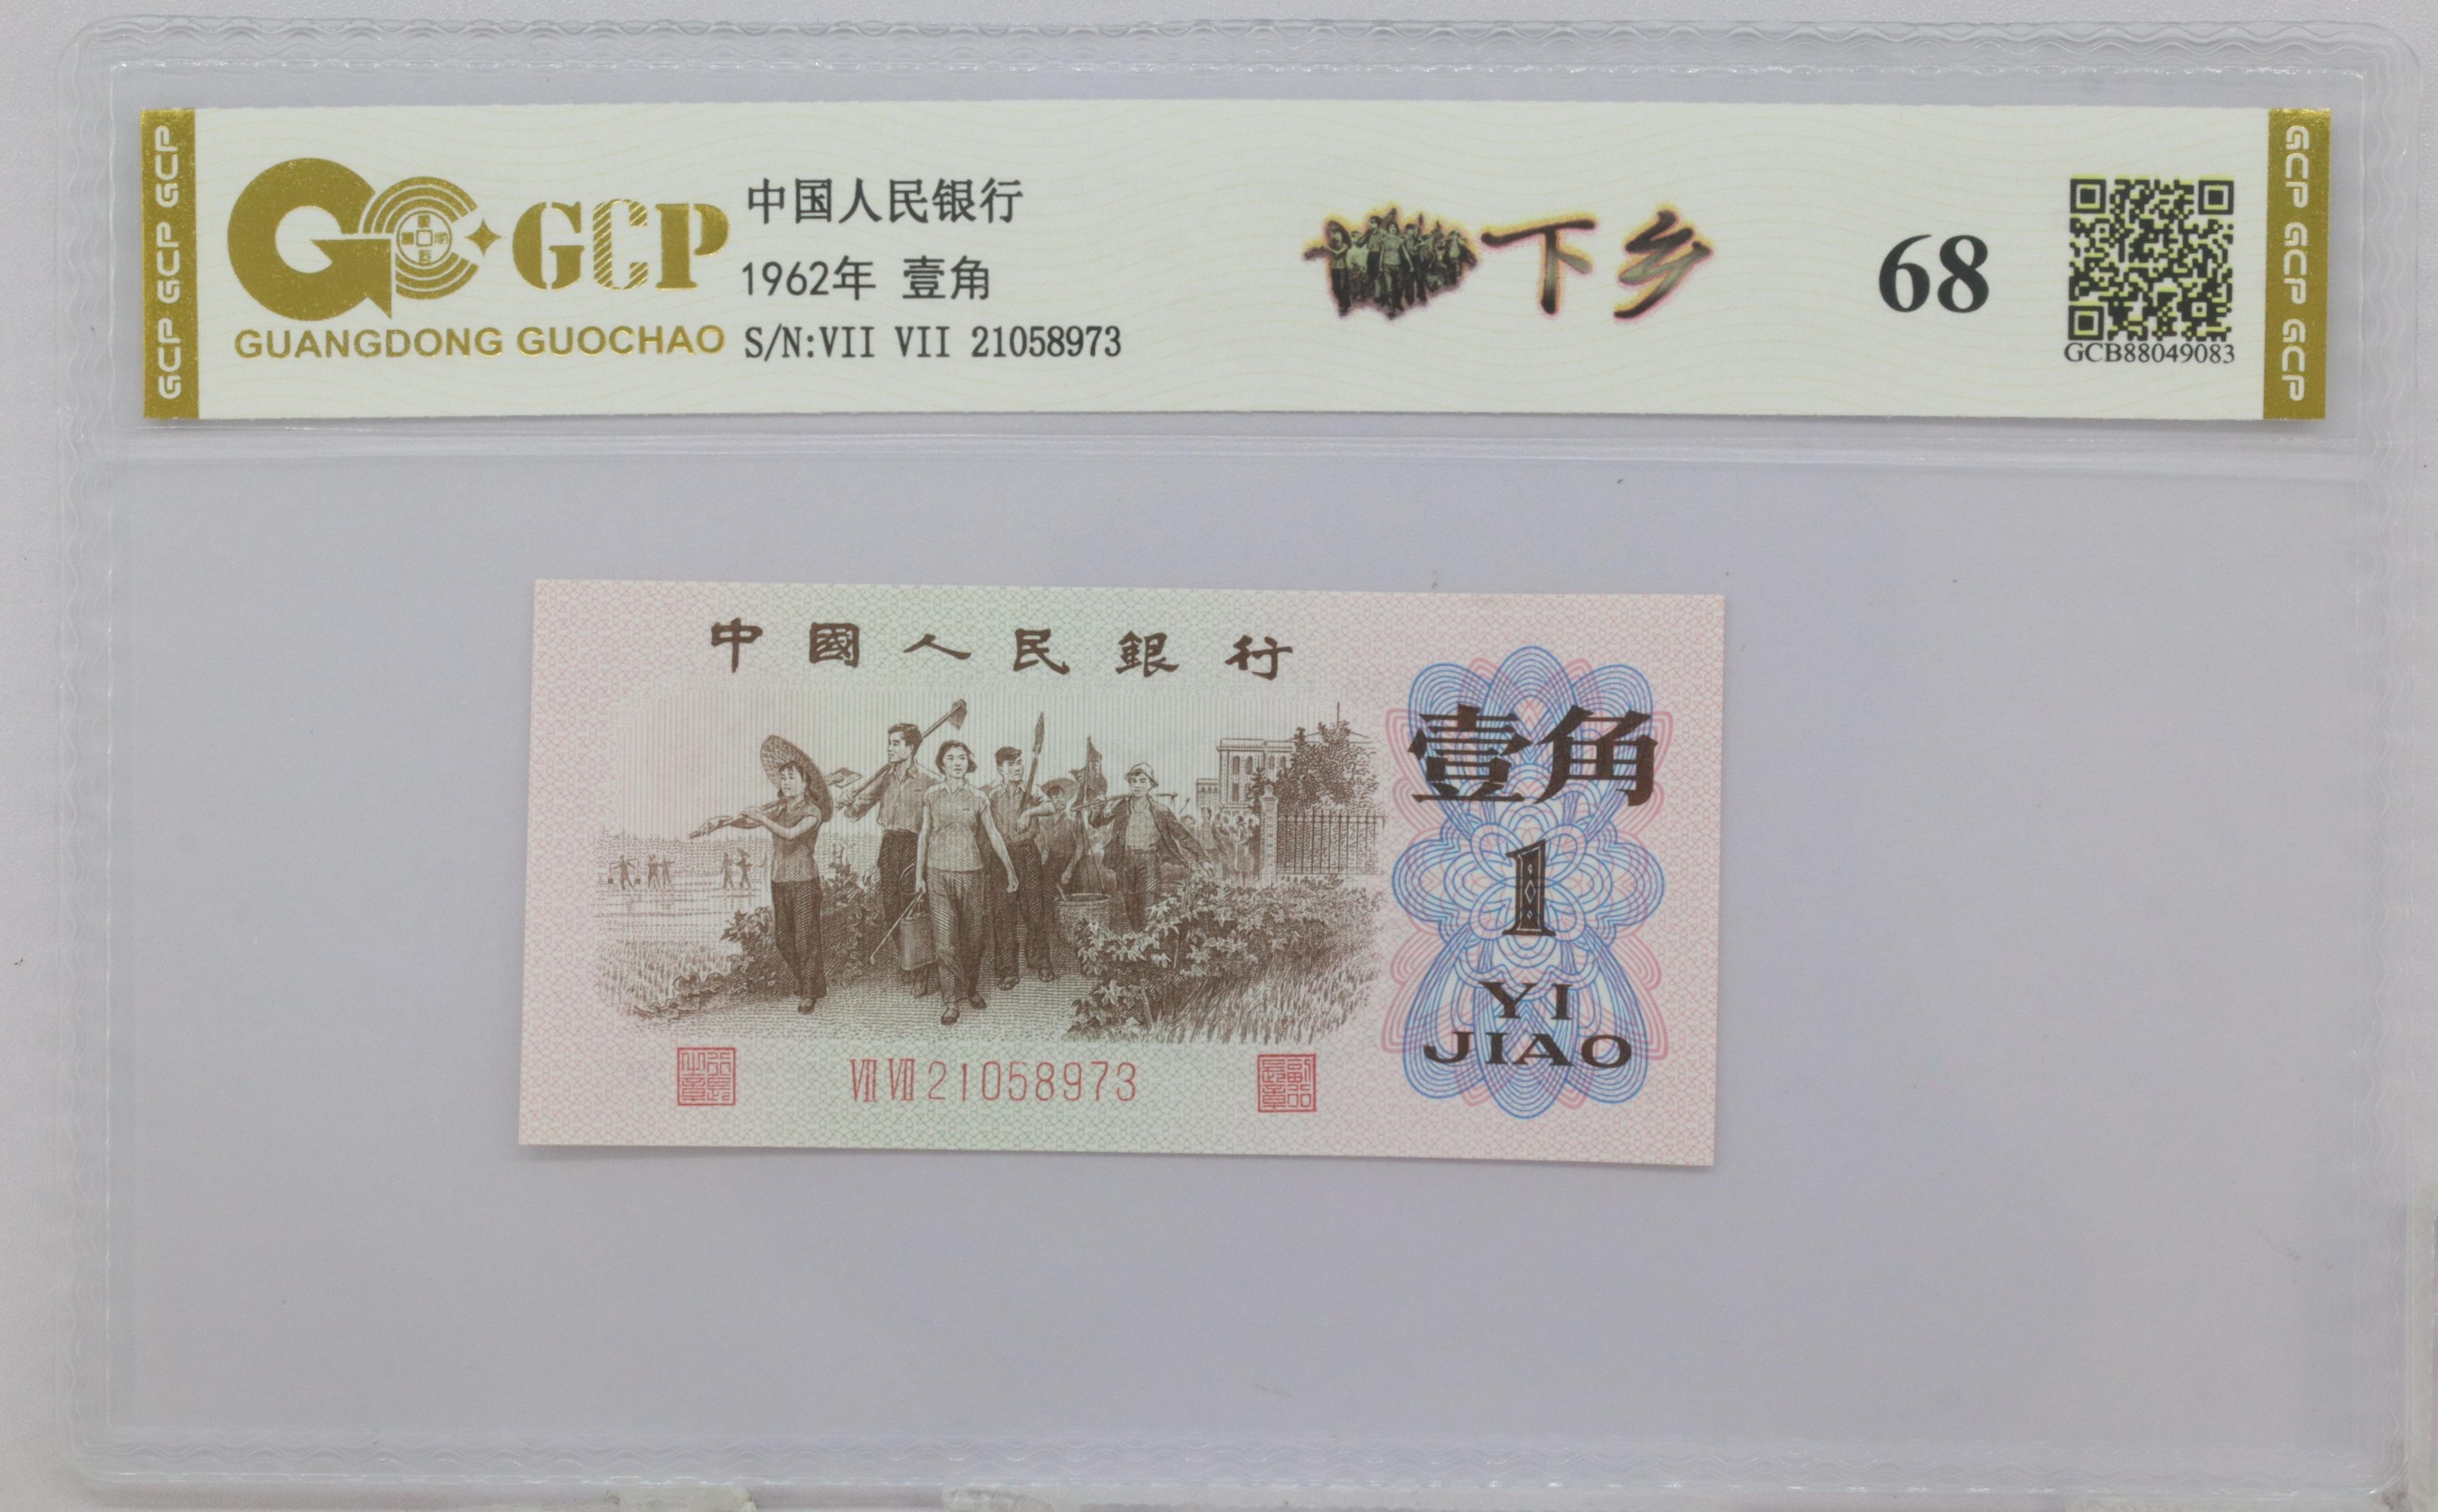 GCP GCP GCP
GCP
GUANGDONG GUOCHAO
中国人民银行
1962年 壹角
S/N:VII VII 21058973
下乡
68
GCB88049083
GCP GCP GCP
中國人民銀行
壹角
1
YI
JIAO
VII VII 21058973